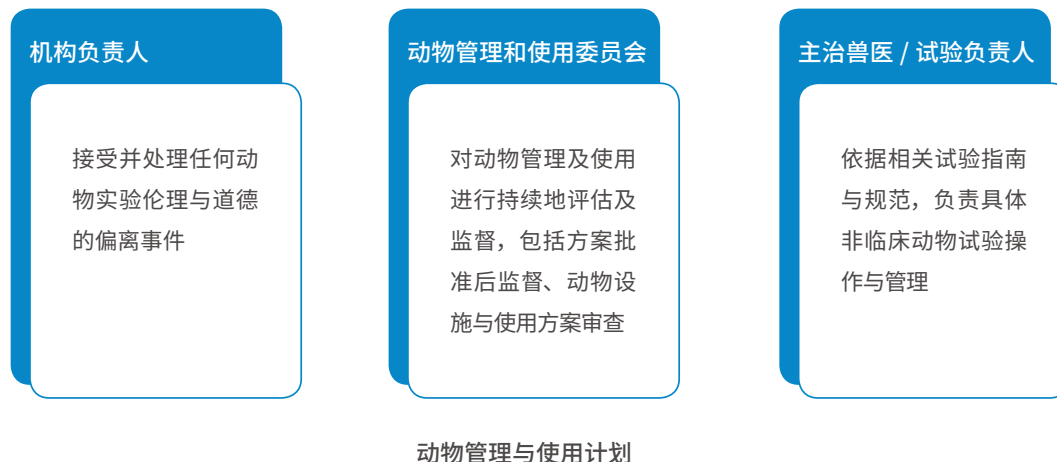 机构负责人
接受并处理任何动
物实验伦理与道德
的偏离事件
动物管理和使用委员会
对动物管理及使用
进行持续地评估及
监督，包括方案批
准后监督、动物设
施与使用方案审查
主治兽医 / 试验负责人
依据相关试验指南
与规范，负责具体
非临床动物试验操
作与管理
动物管理与使用计划